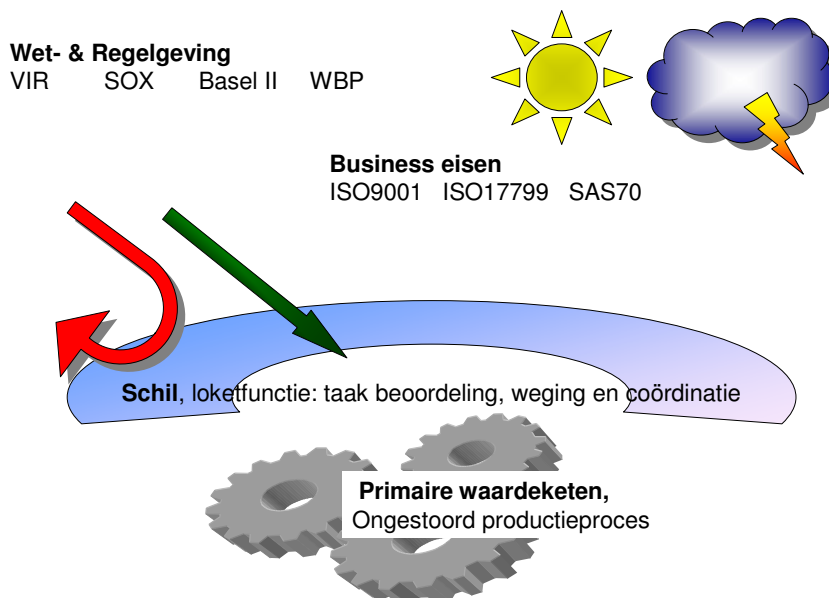 Wet- & Regelgeving
VIR SOX Basel II WBP
Business eisen
ISO9001 ISO17799 SAS70
Schil, loketfunctie: taak beoordeling, weging en coördinatie
Primaire waardeketen,
Ongestoord productieproces